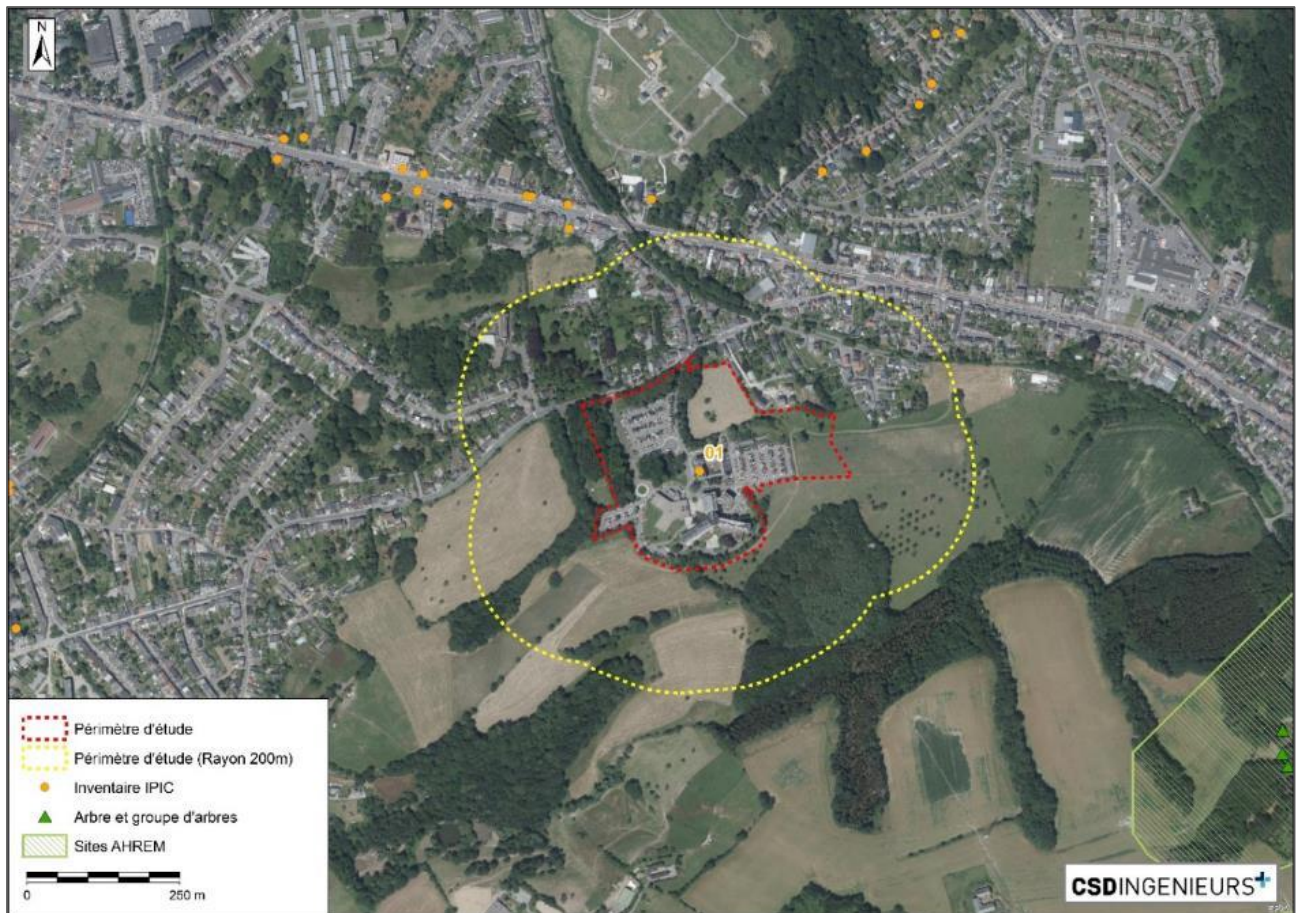 N
01
Périmètre d'étude
Périmètre d'étude (Rayon 200m)
Inventaire IPIC
Arbre et groupe d'arbres
Sites AHREM
0 250 m
CSDINGENIEURS+